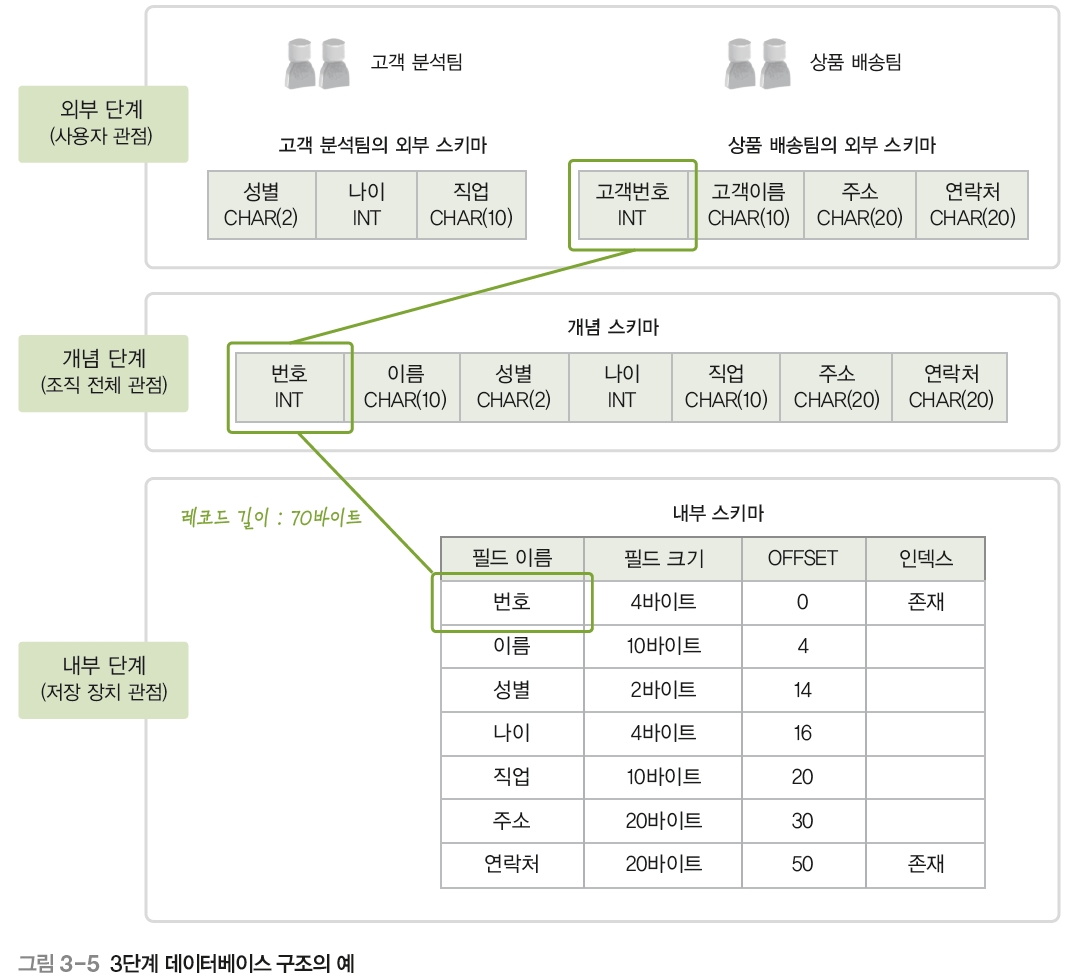 고객 분석팀
상품 배송팀
외부 단계
(사용자 관점)
고객 분석팀의 외부 스키마
상품 배송팀의 외부 스키마
성별 나이 직업
CHAR(2) INT CHAR(10)
고객번호 고객이름 주소 연락처
INT CHAR(10) CHAR(20) CHAR(20)
개념 단계
(조직 전체 관점)
개념 스키마
번호 이름 성별 나이 직업 주소 연락처
INT CHAR(10) CHAR(2) INT CHAR(10) CHAR(20) CHAR(20)
내부 단계
(저장 장치 관점)
레코드 길이 : 70바이트
내부 스키마
필드 이름 필드 크기 OFFSET 인덱스
번호 4바이트 0 존재
이름 10바이트 4
성별 2바이트 14
나이 4바이트 16
직업 10바이트 20
주소 20바이트 30
연락처 20바이트 50 존재
그림 3-5 3단계 데이터베이스 구조의 예